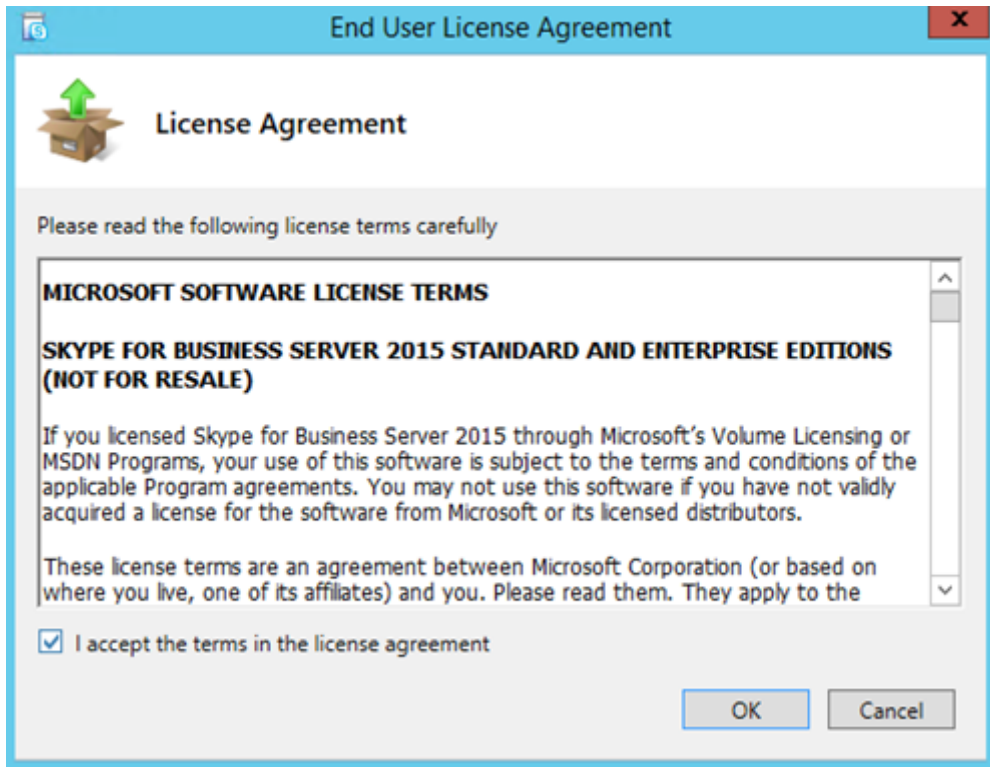 End User License Agreement
x
License Agreement
Please read the following license terms carefully
MICROSOFT SOFTWARE LICENSE TERMS
SKYPE FOR BUSINESS SERVER 2015 STANDARD AND ENTERPRISE EDITIONS
(NOT FOR RESALE)
If you licensed Skype for Business Server 2015 through Microsoft's Volume Licensing or
MSDN Programs, your use of this software is subject to the terms and conditions of the
applicable Program agreements. You may not use this software if you have not validly
acquired a license for the software from Microsoft or its licensed distributors.
These license terms are an agreement between Microsoft Corporation (or based on
where you live, one of its affiliates) and you. Please read them. They apply to the
I accept the terms in the license agreement
OK
Cancel